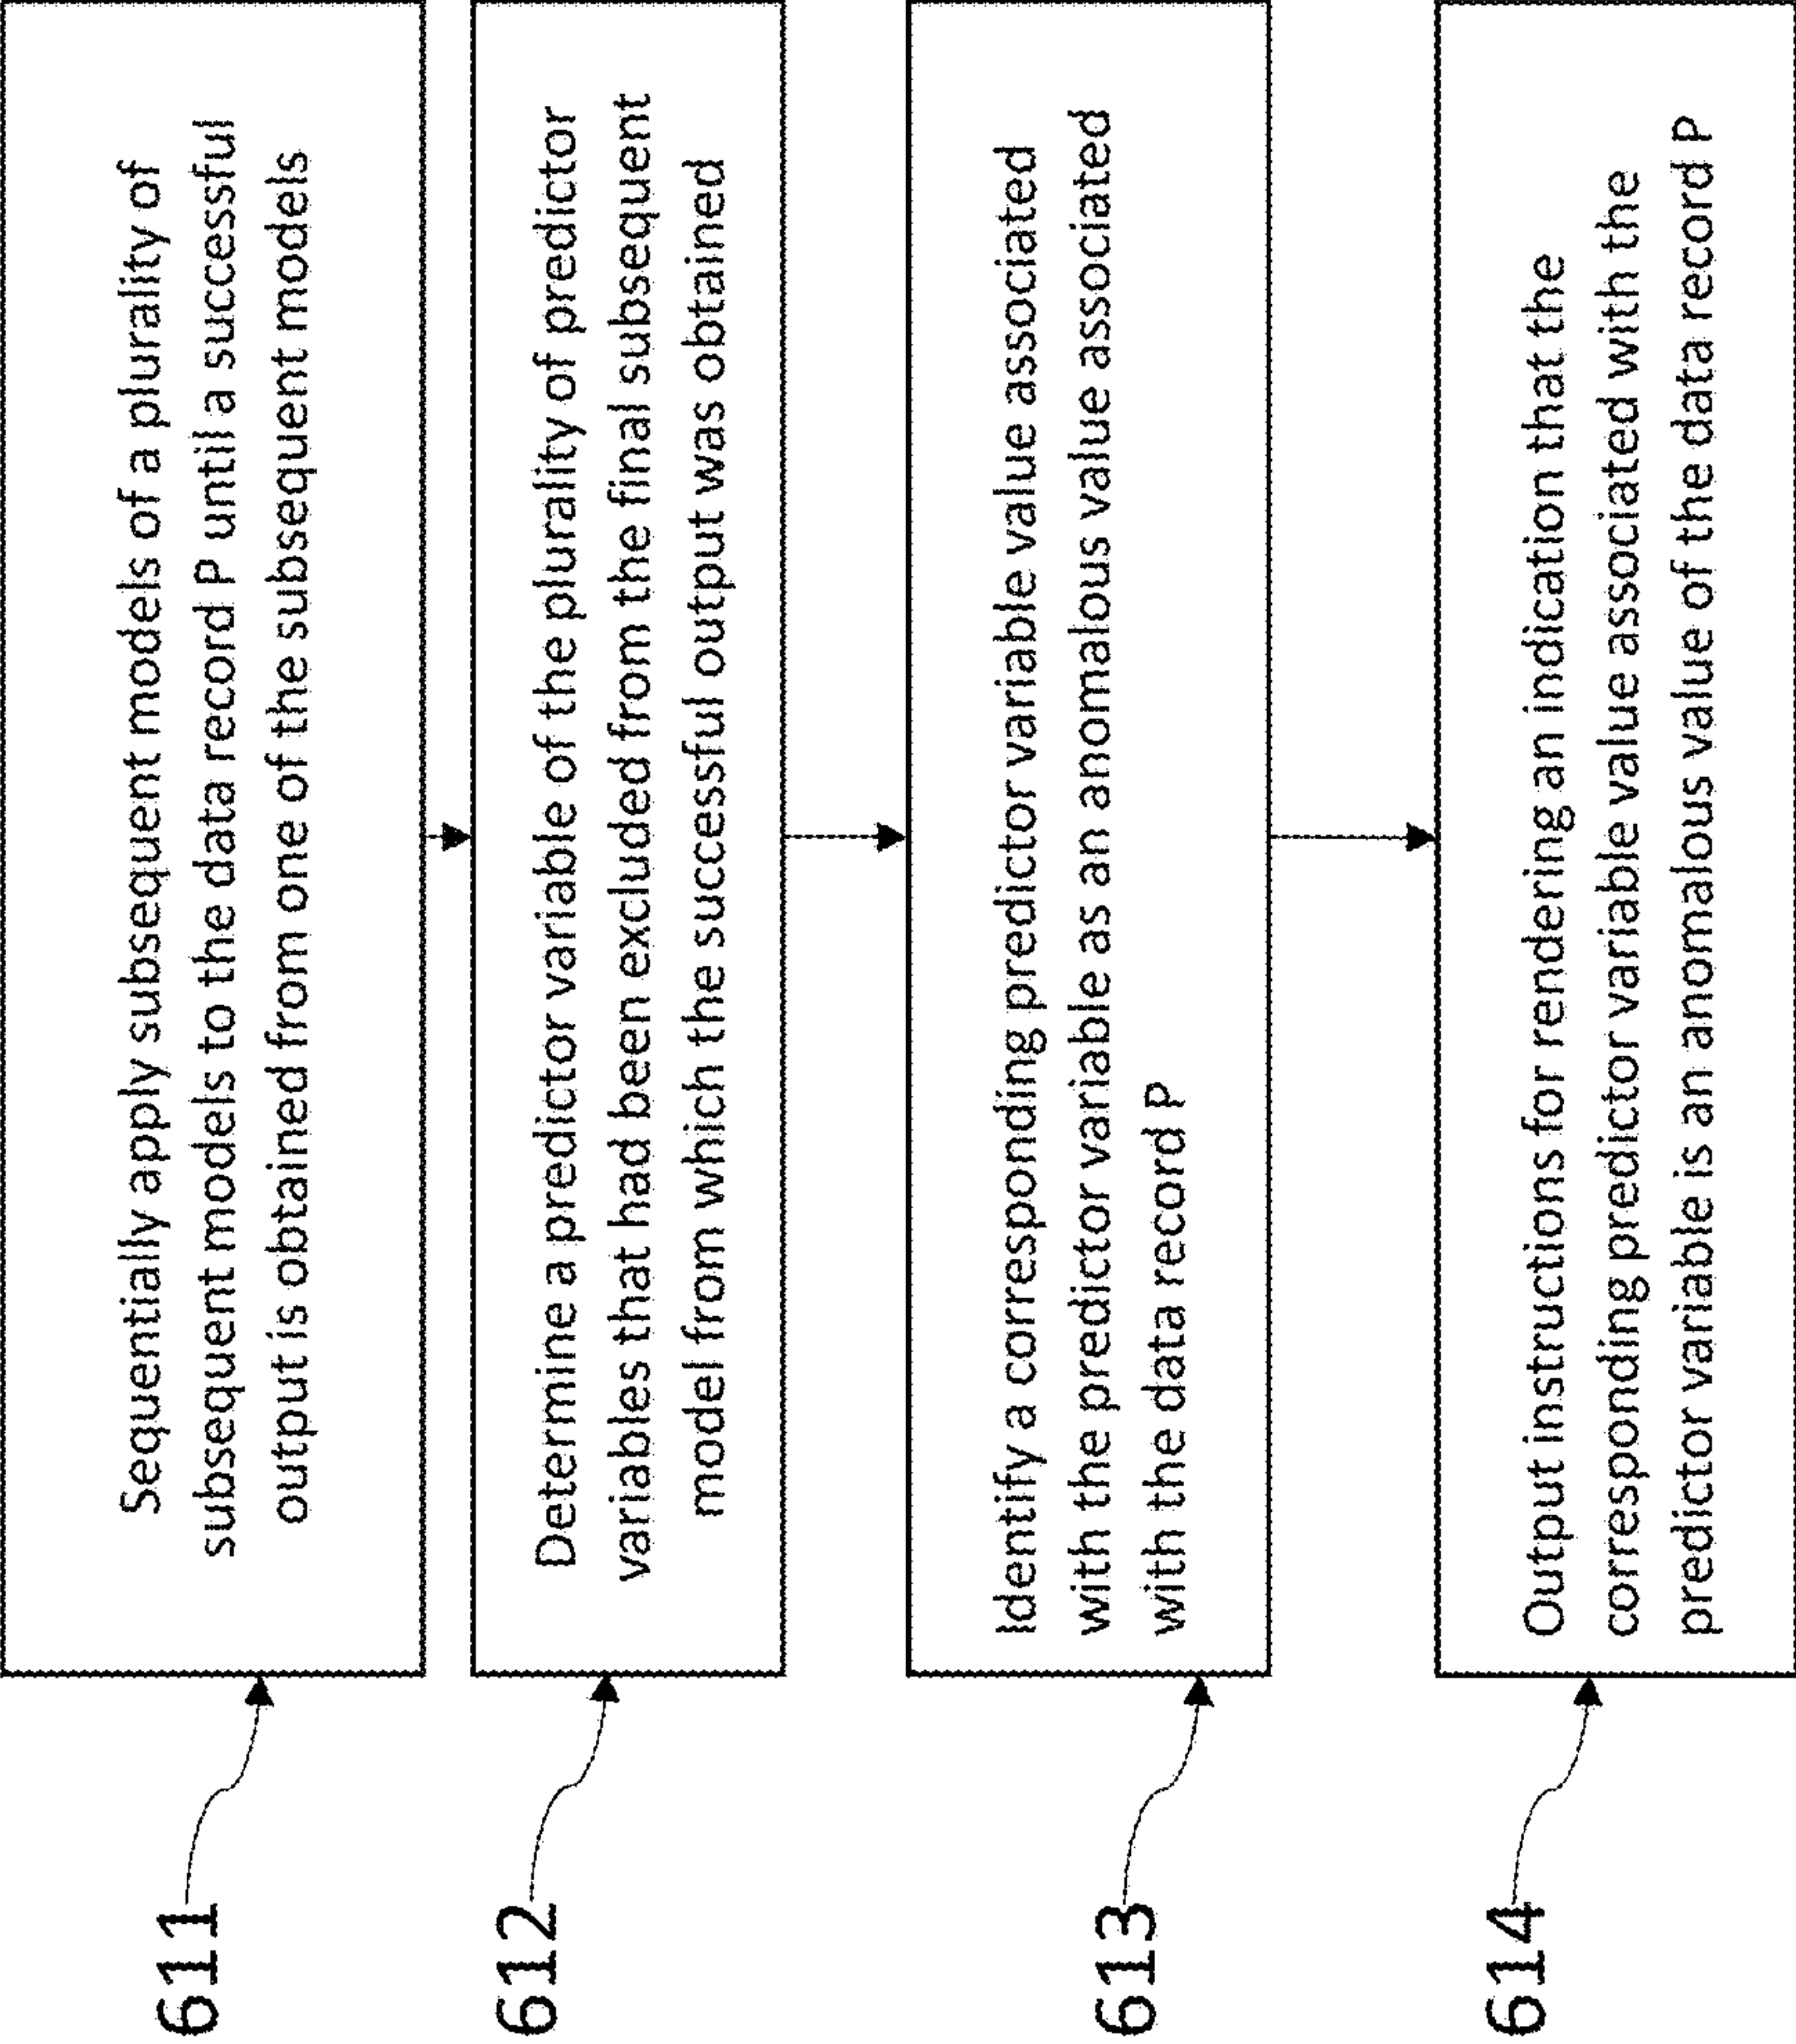 611
Sequentially apply subsequent models of a plurality of
subsequent models to the data record P until a successful
output is obtained from one of the subsequent models
612
Determine a predictor variable of the plurality of predictor
variables that had been excluded from the final subsequent
model from which the successful output was obtained
613
Identify a corresponding predictor variable value associated
with the predictor variable as an anomalous value associated
with the data record P
614
Output instructions for rendering an indication that the
corresponding predictor variable value associated with the
predictor variable is an anomalous value of the data record P